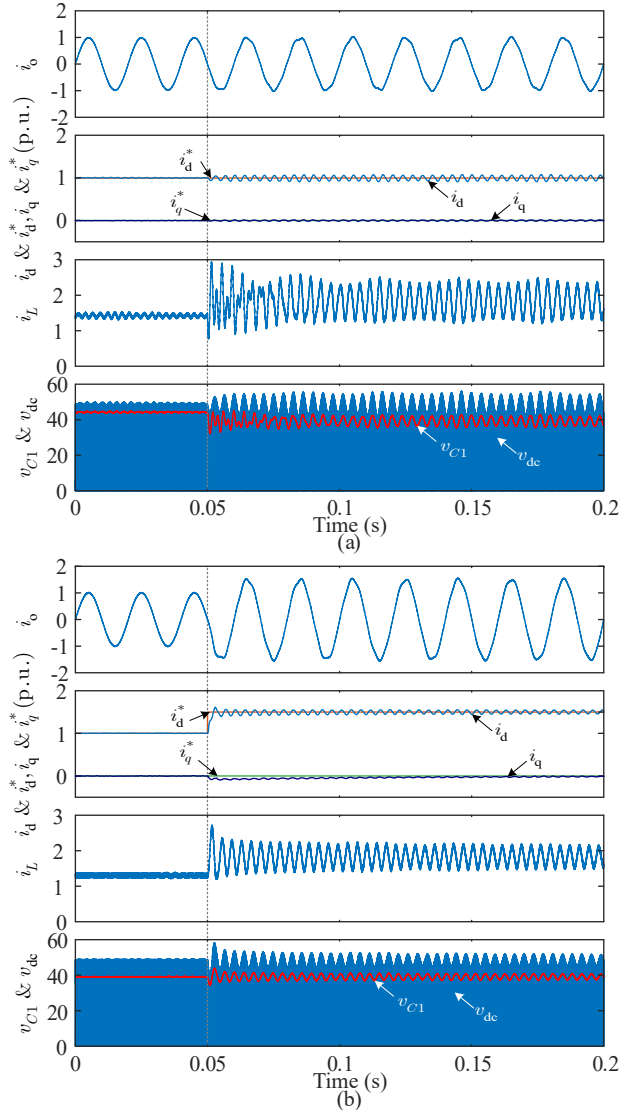 2
1
0
-1
-2
i_o
2
1
0
i_d^*
i_q^*
i_d
i_q
i_d & i_d^*, i_q & i_q^* (p.u.)
3
2
1
0
i_L
60
40
20
0
v_C1 & v_dc
v_C1
v_dc
0 0.05 0.1 0.15 0.2
Time (s)
(a)
2
1
0
-1
-2
i_o
2
1
0
i_d^*
i_d
i_q^*
i_q
i_d & i_d^*, i_q & i_q^* (p.u.)
3
2
1
0
i_L
60
40
20
0
v_C1 & v_dc
v_C1
v_dc
0 0.05 0.1 0.15 0.2
Time (s)
(b)